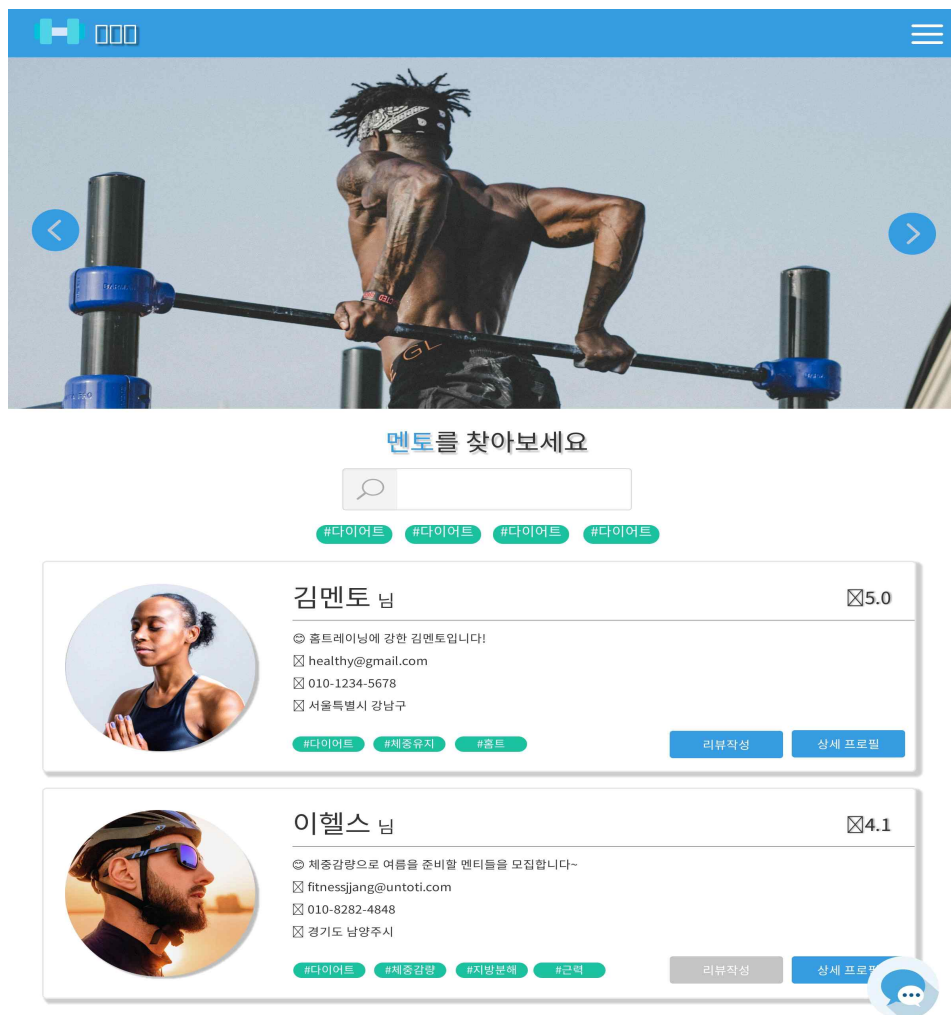 멘토를 찾아보세요
#다이어트 #다이어트 #다이어트 #다이어트
김멘토 님
5.0
😊 홈트레이닝에 강한 김멘토입니다!
healthy@gmail.com
010-1234-5678
서울특별시 강남구
#다이어트 #체중유지 #홈트
리뷰작성 상세 프로필
이헬스 님
4.1
😊 체중감량으로 여름을 준비할 멘티들을 모집합니다~
fitnessjjang@untoti.com
010-8282-4848
경기도 남양주시
#다이어트 #체중감량 #지방분해 #근력
리뷰작성 상세 프로